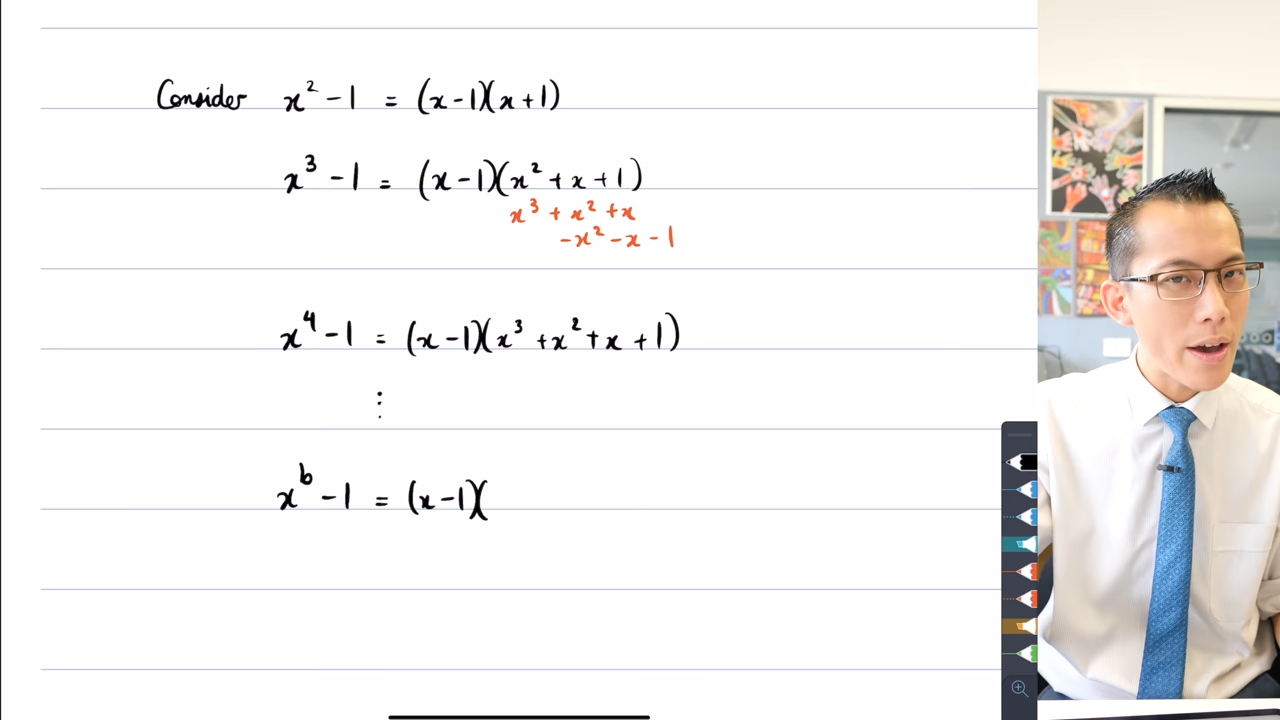 Consider x² - 1 = (x-1)(x+1)
x³ - 1 = (x-1)(x² + x + 1)
x³ + x² + x
-x² - x - 1
x⁴ - 1 = (x-1)(x³ + x² + x + 1)
⋮
xᵇ - 1 = (x-1)(